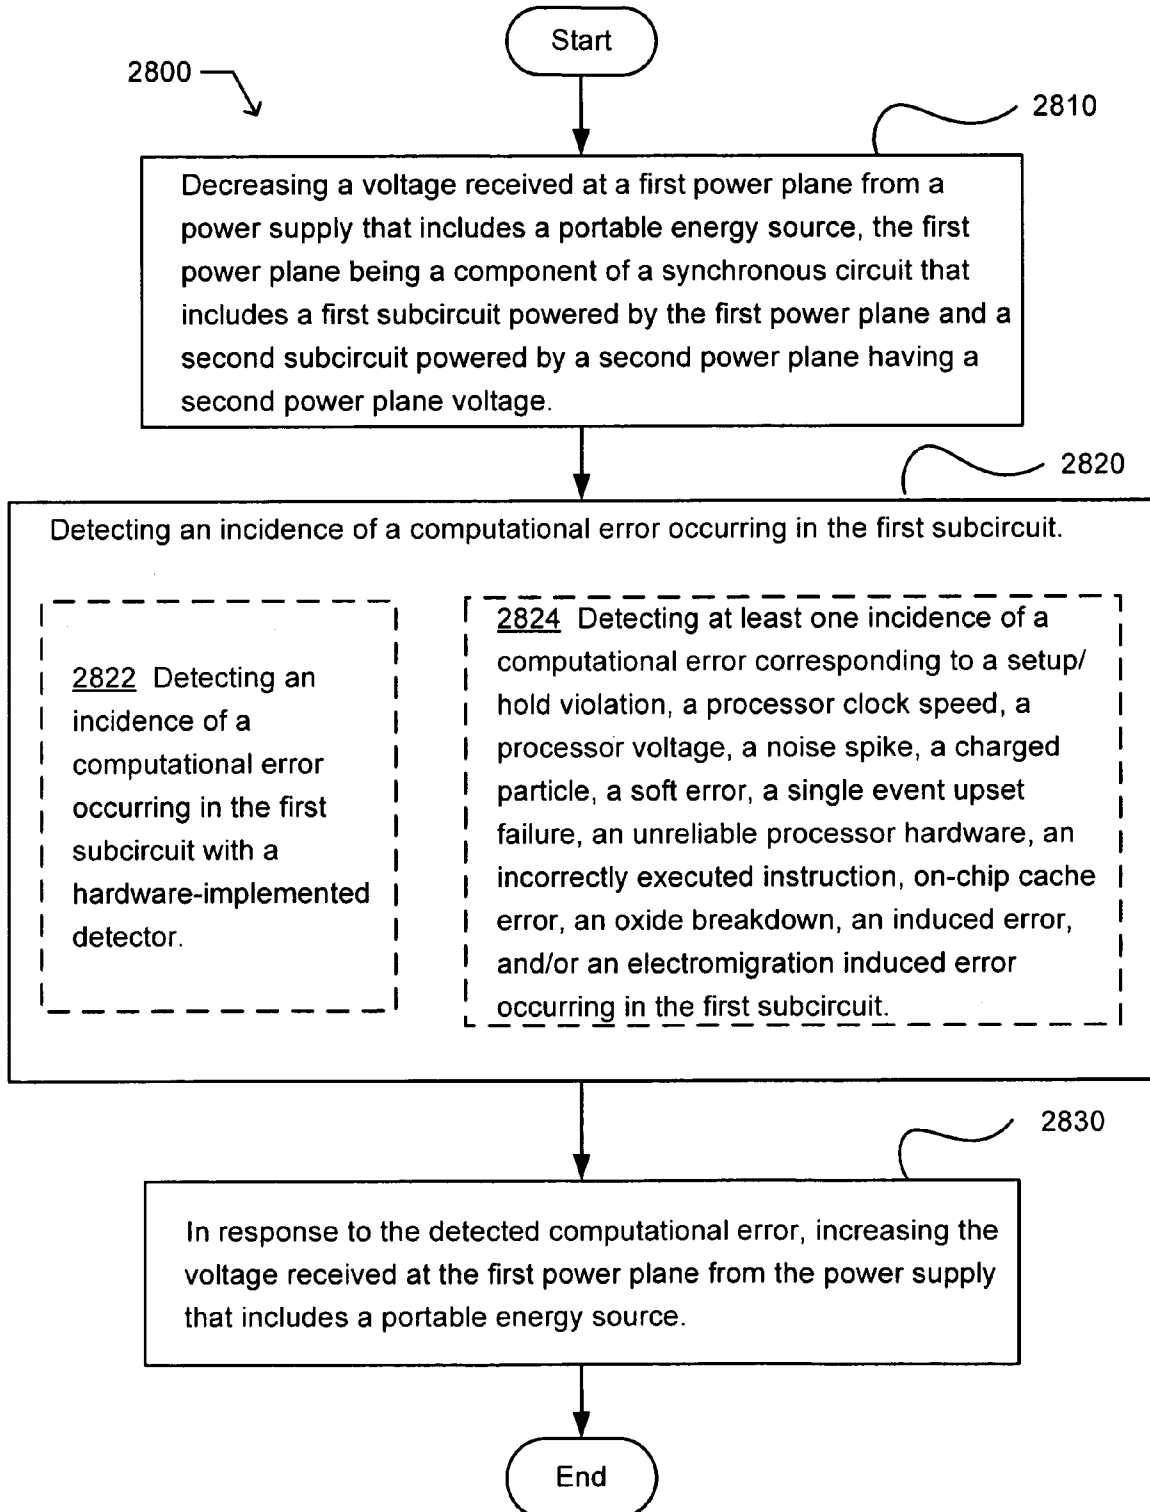 Start
2800
2810
Decreasing a voltage received at a first power plane from a
power supply that includes a portable energy source, the first
power plane being a component of a synchronous circuit that
includes a first subcircuit powered by the first power plane and a
second subcircuit powered by a second power plane having a
second power plane voltage.
2820
Detecting an incidence of a computational error occurring in the first subcircuit.
2822 Detecting an
incidence of a
computational error
occurring in the first
subcircuit with a
hardware-implemented
detector.
2824 Detecting at least one incidence of a
computational error corresponding to a setup/
hold violation, a processor clock speed, a
processor voltage, a noise spike, a charged
particle, a soft error, a single event upset
failure, an unreliable processor hardware, an
incorrectly executed instruction, on-chip cache
error, an oxide breakdown, an induced error,
and/or an electromigration induced error
occurring in the first subcircuit.
2830
In response to the detected computational error, increasing the
voltage received at the first power plane from the power supply
that includes a portable energy source.
End